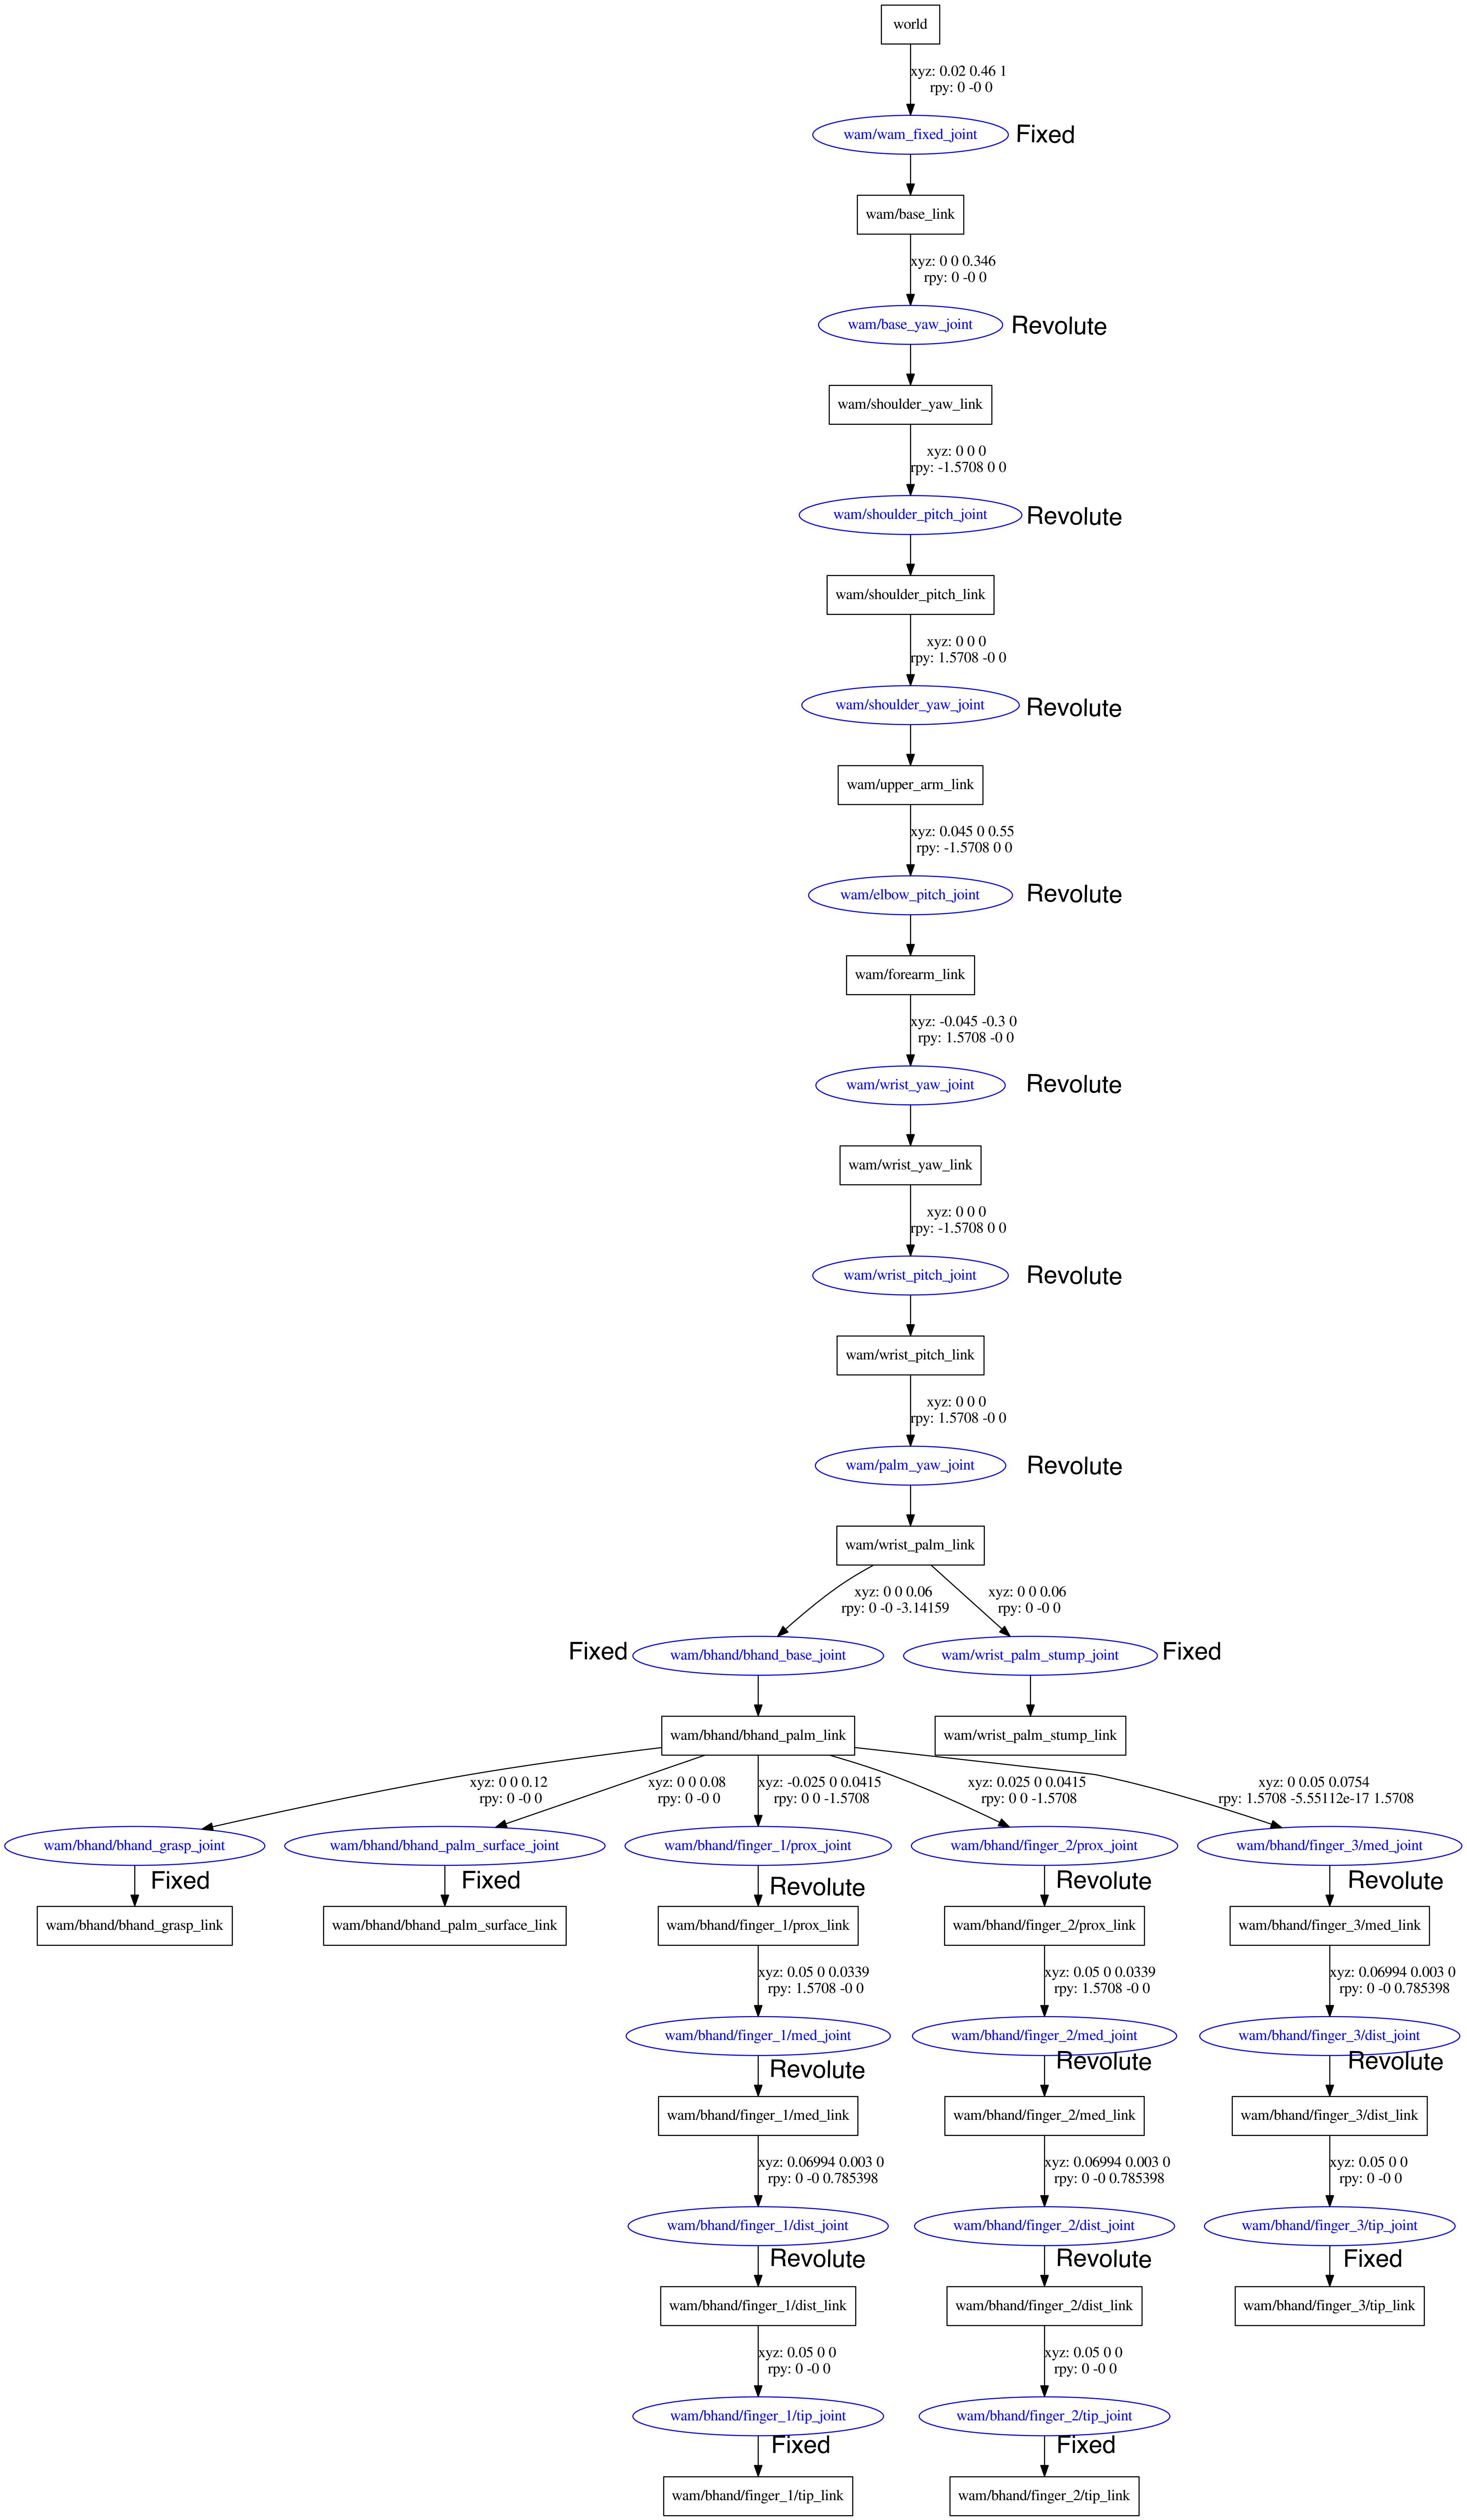 world
xyz: 0.02 0.46 1
rpy: 0 -0 0
wam/wam_fixed_joint
Fixed
wam/base_link
xyz: 0 0 0.346
rpy: 0 -0 0
wam/base_yaw_joint
Revolute
wam/shoulder_yaw_link
xyz: 0 0 0
rpy: -1.5708 0 0
wam/shoulder_pitch_joint
Revolute
wam/shoulder_pitch_link
xyz: 0 0 0
rpy: 1.5708 -0 0
wam/shoulder_yaw_joint
Revolute
wam/upper_arm_link
xyz: 0.045 0 0.55
rpy: -1.5708 0 0
wam/elbow_pitch_joint
Revolute
wam/forearm_link
xyz: -0.045 -0.3 0
rpy: 1.5708 -0 0
wam/wrist_yaw_joint
Revolute
wam/wrist_yaw_link
xyz: 0 0 0
rpy: -1.5708 0 0
wam/wrist_pitch_joint
Revolute
wam/wrist_pitch_link
xyz: 0 0 0
rpy: 1.5708 -0 0
wam/palm_yaw_joint
Revolute
wam/wrist_palm_link
xyz: 0 0 0.06
rpy: 0 -0 -3.14159
xyz: 0 0 0.06
rpy: 0 -0 0
Fixed
wam/bhand/bhand_base_joint
wam/wrist_palm_stump_joint
Fixed
wam/bhand/bhand_palm_link
wam/wrist_palm_stump_link
xyz: 0 0 0.12
rpy: 0 -0 0
xyz: 0 0 0.08
rpy: 0 -0 0
xyz: -0.025 0 0.0415
rpy: 0 0 -1.5708
xyz: 0.025 0 0.0415
rpy: 0 0 -1.5708
xyz: 0 0.05 0.0754
rpy: 1.5708 -5.55112e-17 1.5708
wam/bhand/bhand_grasp_joint
wam/bhand/bhand_palm_surface_joint
wam/bhand/finger_1/prox_joint
wam/bhand/finger_2/prox_joint
wam/bhand/finger_3/med_joint
Fixed
Fixed
Revolute
Revolute
Revolute
wam/bhand/bhand_grasp_link
wam/bhand/bhand_palm_surface_link
wam/bhand/finger_1/prox_link
wam/bhand/finger_2/prox_link
wam/bhand/finger_3/med_link
xyz: 0.05 0 0.0339
rpy: 1.5708 -0 0
xyz: 0.05 0 0.0339
rpy: 1.5708 -0 0
xyz: 0.06994 0.003 0
rpy: 0 -0 0.785398
wam/bhand/finger_1/med_joint
wam/bhand/finger_2/med_joint
wam/bhand/finger_3/dist_joint
Revolute
Revolute
Revolute
wam/bhand/finger_1/med_link
wam/bhand/finger_2/med_link
wam/bhand/finger_3/dist_link
xyz: 0.06994 0.003 0
rpy: 0 -0 0.785398
xyz: 0.06994 0.003 0
rpy: 0 -0 0.785398
xyz: 0.05 0 0
rpy: 0 -0 0
wam/bhand/finger_1/dist_joint
wam/bhand/finger_2/dist_joint
wam/bhand/finger_3/tip_joint
Revolute
Revolute
Fixed
wam/bhand/finger_1/dist_link
wam/bhand/finger_2/dist_link
wam/bhand/finger_3/tip_link
xyz: 0.05 0 0
rpy: 0 -0 0
xyz: 0.05 0 0
rpy: 0 -0 0
wam/bhand/finger_1/tip_joint
wam/bhand/finger_2/tip_joint
Fixed
Fixed
wam/bhand/finger_1/tip_link
wam/bhand/finger_2/tip_link